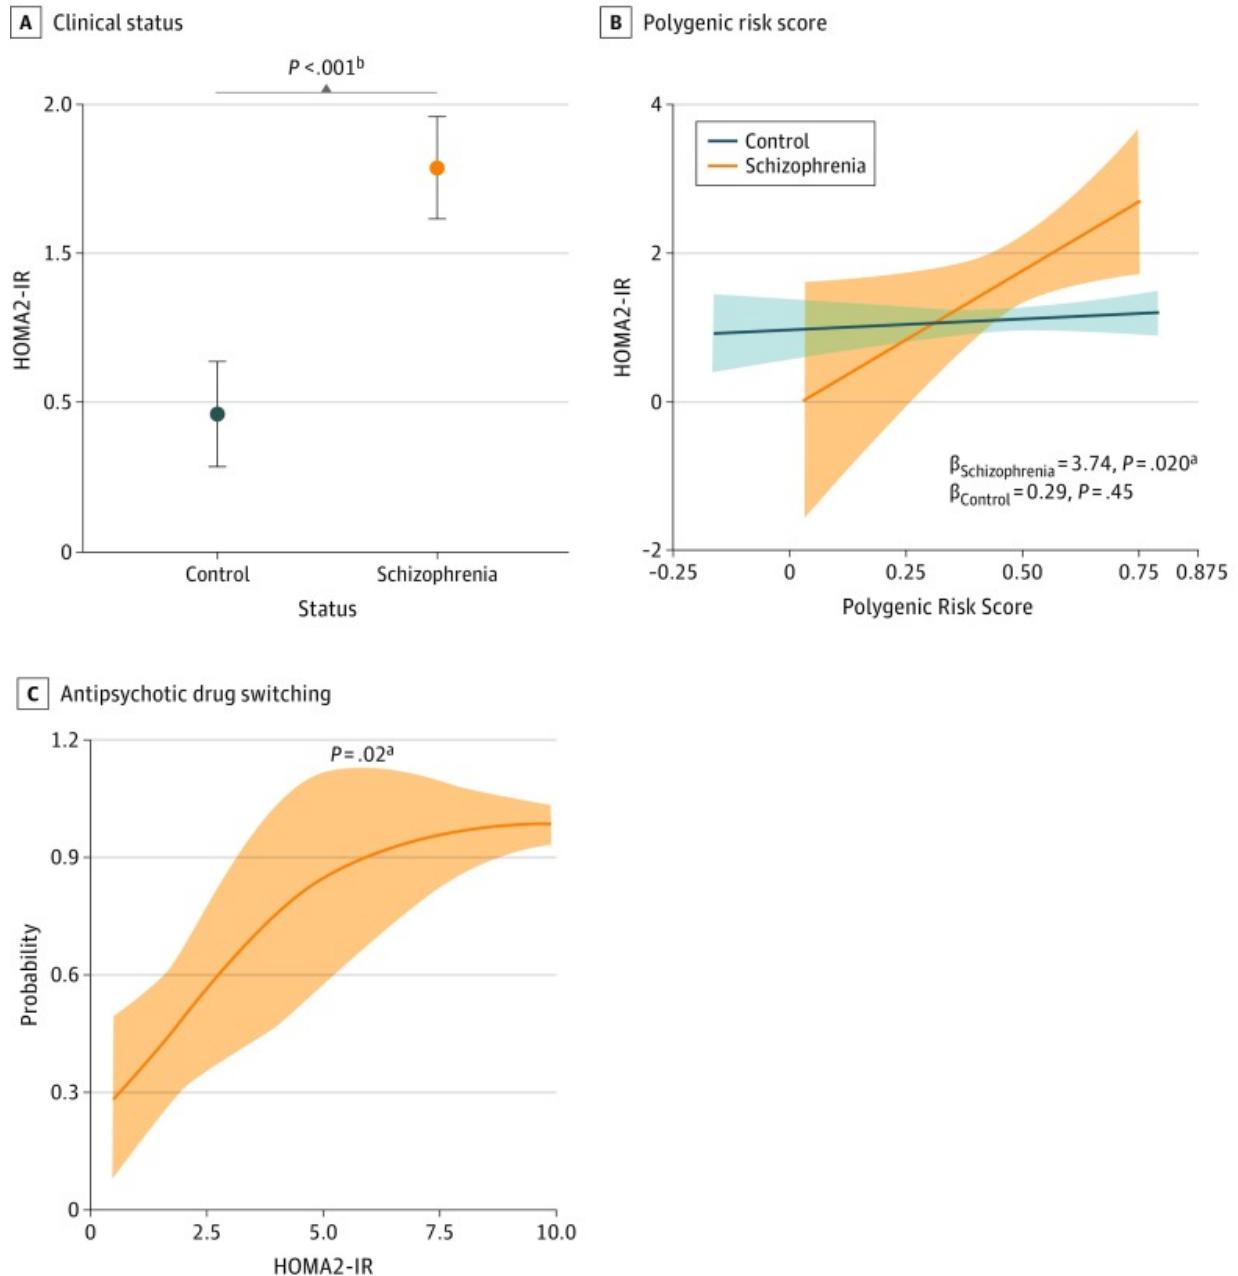 A Clinical status
P <.001b
2.0
1.5
0.5
0
HOMA2-IR
Control Schizophrenia
Status
B Polygenic risk score
4
2
0
-2
HOMA2-IR
Control
Schizophrenia
βSchizophrenia = 3.74, P = .020a
βControl = 0.29, P = .45
-0.25 0 0.25 0.50 0.75 0.875
Polygenic Risk Score
C Antipsychotic drug switching
P = .02a
1.2
0.9
0.6
0.3
0
Probability
0 2.5 5.0 7.5 10.0
HOMA2-IR